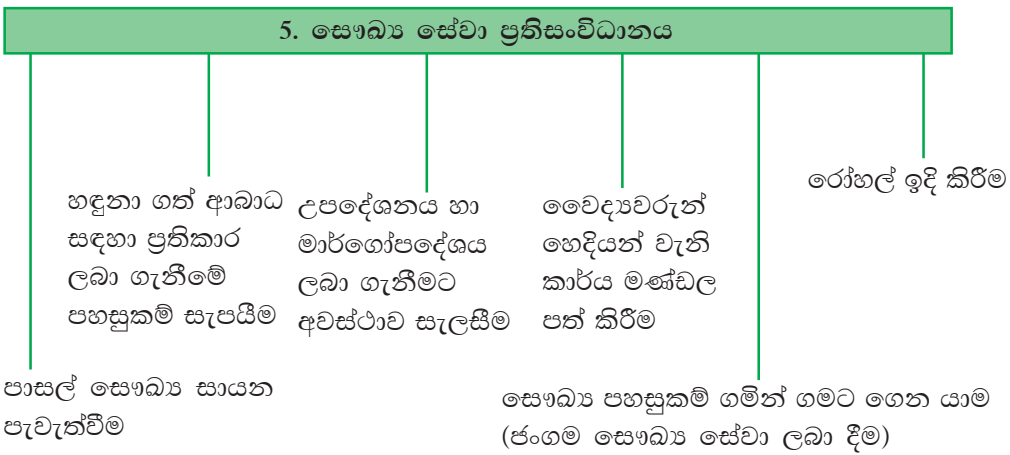 5. සෞඛ්‍ය සේවා ප්‍රතිසංවිධානය
හඳුනා ගත් ආබාධ
සඳහා ප්‍රතිකාර
ලබා ගැනීමේ
පහසුකම් සැපයීම
උපදේශනය හා
මාර්ගෝපදේශය
ලබා ගැනීමට
අවස්ථාව සැලසීම
වෛද්‍යවරුන්
හෙදියන් වැනි
කාර්ය මණ්ඩල
පත් කිරීම
රෝහල් ඉදි කිරීම
පාසල් සෞඛ්‍ය සායන
පැවැත්වීම
සෞඛ්‍ය පහසුකම් ගමින් ගමට ගෙන යාම
(ජංගම සෞඛ්‍ය සේවා ලබා දීම)